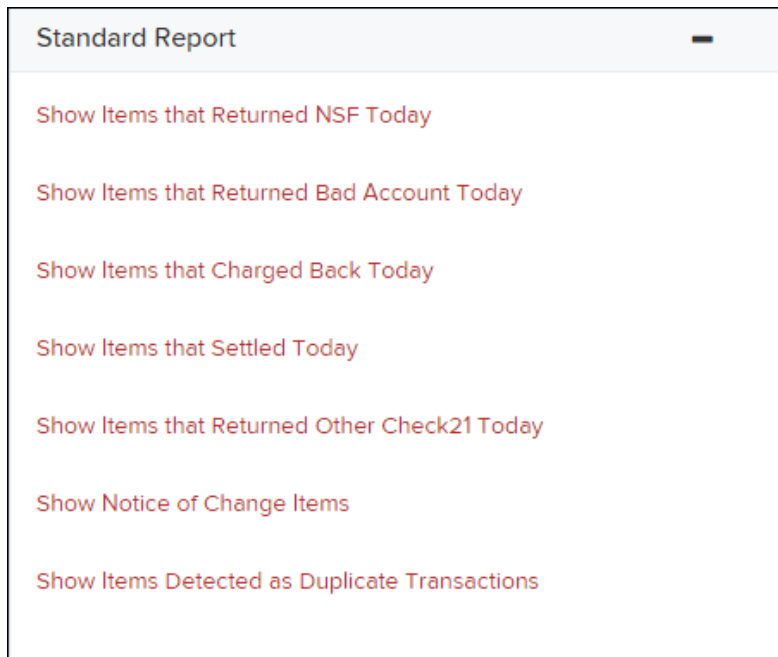 Standard Report
Show Items that Returned NSF Today
Show Items that Returned Bad Account Today
Show Items that Charged Back Today
Show Items that Settled Today
Show Items that Returned Other Check21 Today
Show Notice of Change Items
Show Items Detected as Duplicate Transactions